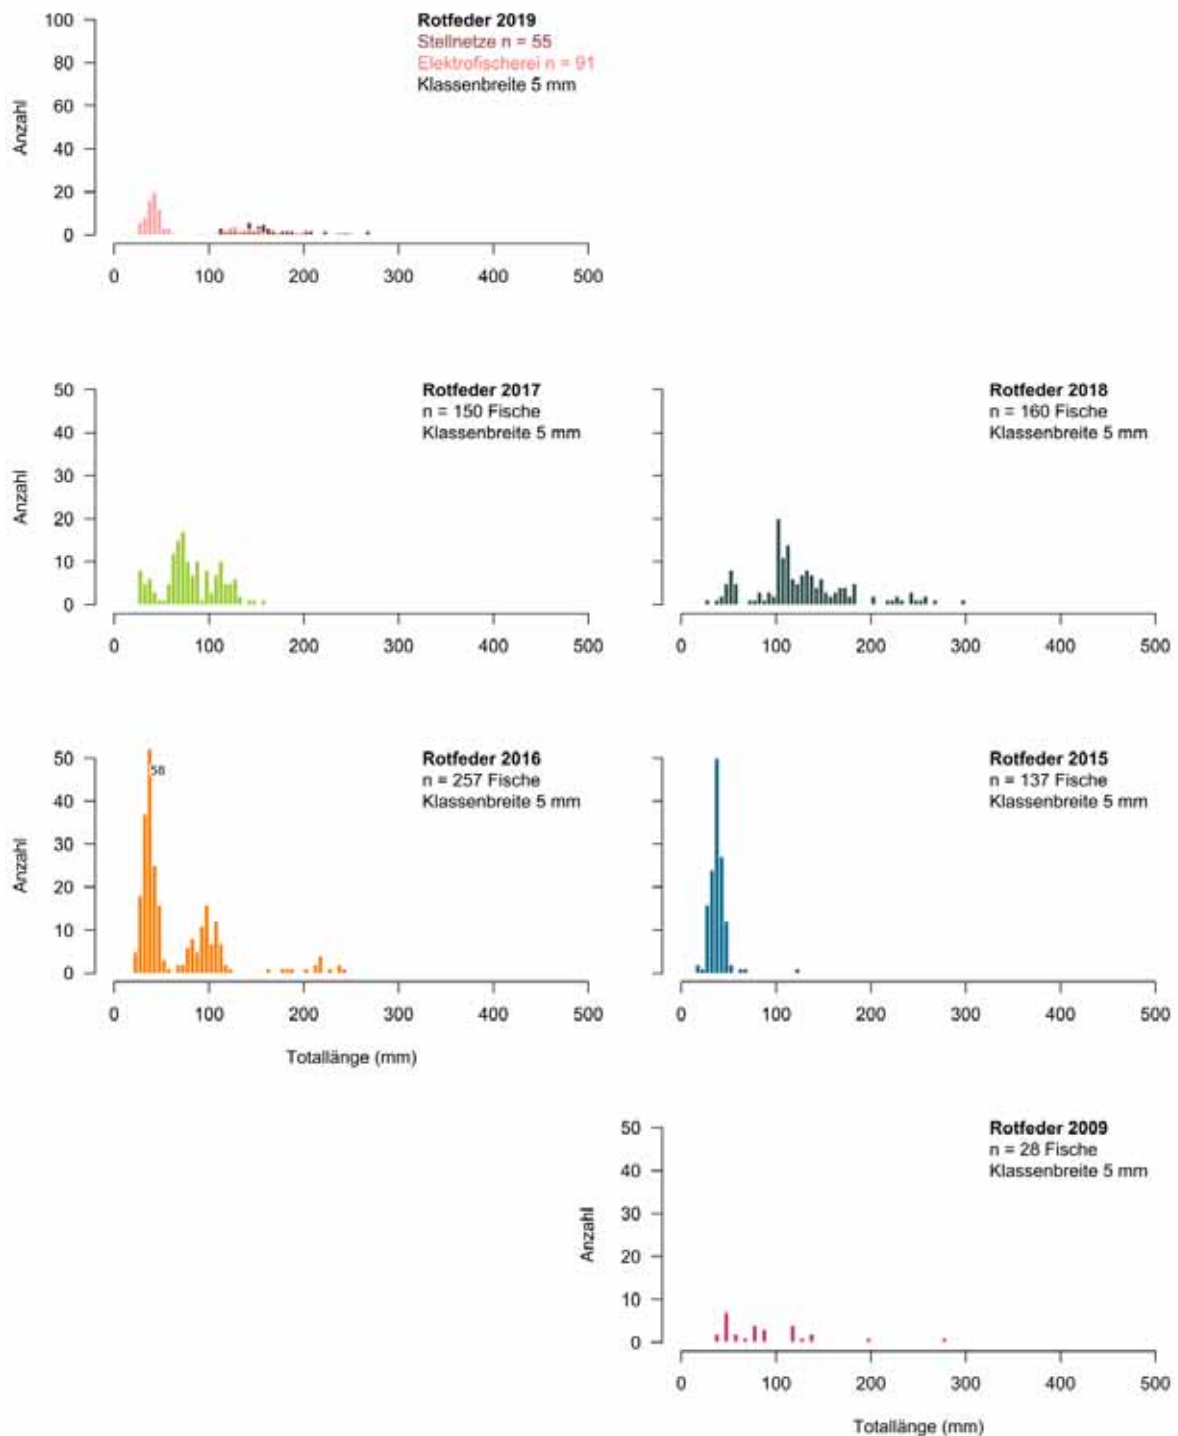 Rotfeder 2019
Stellnetze n = 55
Elektrofischerei n = 91
Klassenbreite 5 mm
Anzahl
100
80
60
40
20
0
0 100 200 300 400 500
Rotfeder 2017
n = 150 Fische
Klassenbreite 5 mm
Anzahl
50
40
30
20
10
0
0 100 200 300 400 500
Rotfeder 2018
n = 160 Fische
Klassenbreite 5 mm
0 100 200 300 400 500
Rotfeder 2016
n = 257 Fische
Klassenbreite 5 mm
58
Anzahl
50
40
30
20
10
0
0 100 200 300 400 500
Totallänge (mm)
Rotfeder 2015
n = 137 Fische
Klassenbreite 5 mm
0 100 200 300 400 500
Rotfeder 2009
n = 28 Fische
Klassenbreite 5 mm
Anzahl
50
40
30
20
10
0
0 100 200 300 400 500
Totallänge (mm)